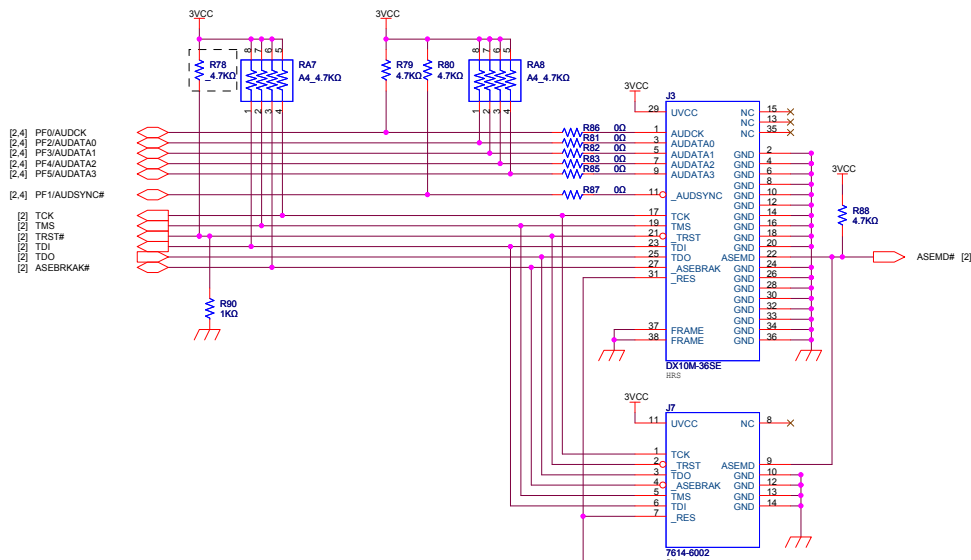 3VCC 3VCC
8 7 6 5 8 7 6 5
R78 RA7 R79 R80 RA8
_4.7KΩ A4_4.7KΩ 4.7KΩ 4.7KΩ A4_4.7KΩ
1 2 3 4 1 2 3 4
3VCC J3
29 UVCC NC 15
NC 13
[2,4] PF0/AUDCK R86 0Ω 1 AUDCK NC 35
[2,4] PF2/AUDATA0 R81 0Ω 3 AUDATA0
[2,4] PF3/AUDATA1 R82 0Ω 5 AUDATA1 GND 2
[2,4] PF4/AUDATA2 R83 0Ω 7 AUDATA2 GND 4
[2,4] PF5/AUDATA3 R85 0Ω 9 AUDATA3 GND 6
GND 8
3VCC
[2,4] PF1/AUDSYNC# R87 0Ω 11 _AUDSYNC GND 10
GND 12
[2] TCK 17 TCK GND 14
R88
4.7KΩ
[2] TMS 19 TMS GND 16
[2] TRST# 21 _TRST GND 18
[2] TDI 23 TDI GND 20
[2] TDO 25 TDO ASEMD 22 ASEMD# [2]
[2] ASEBRKAK# 27 _ASEBRAK GND 24
31 _RES GND 26
GND 28
R90
1KΩ
GND 30
GND 32
GND 33
37 FRAME GND 34
38 FRAME GND 36
DX10M-36SE
HRS
3VCC J7
11 UVCC NC 8
1 TCK
2 _TRST ASEMD 9
3 TDO GND 10
4 _ASEBRAK GND 12
5 TMS GND 13
6 TDI GND 14
7 _RES
7614-6002